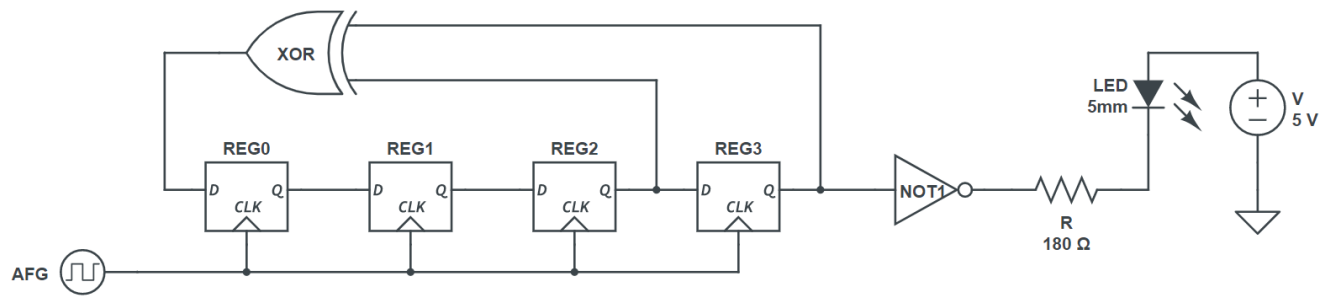 XOR
LED
5mm
V
5 V
REG0
REG1
REG2
REG3
D
Q
CLK
D
Q
CLK
D
Q
CLK
D
Q
CLK
NOT1
R
180 Ω
AFG